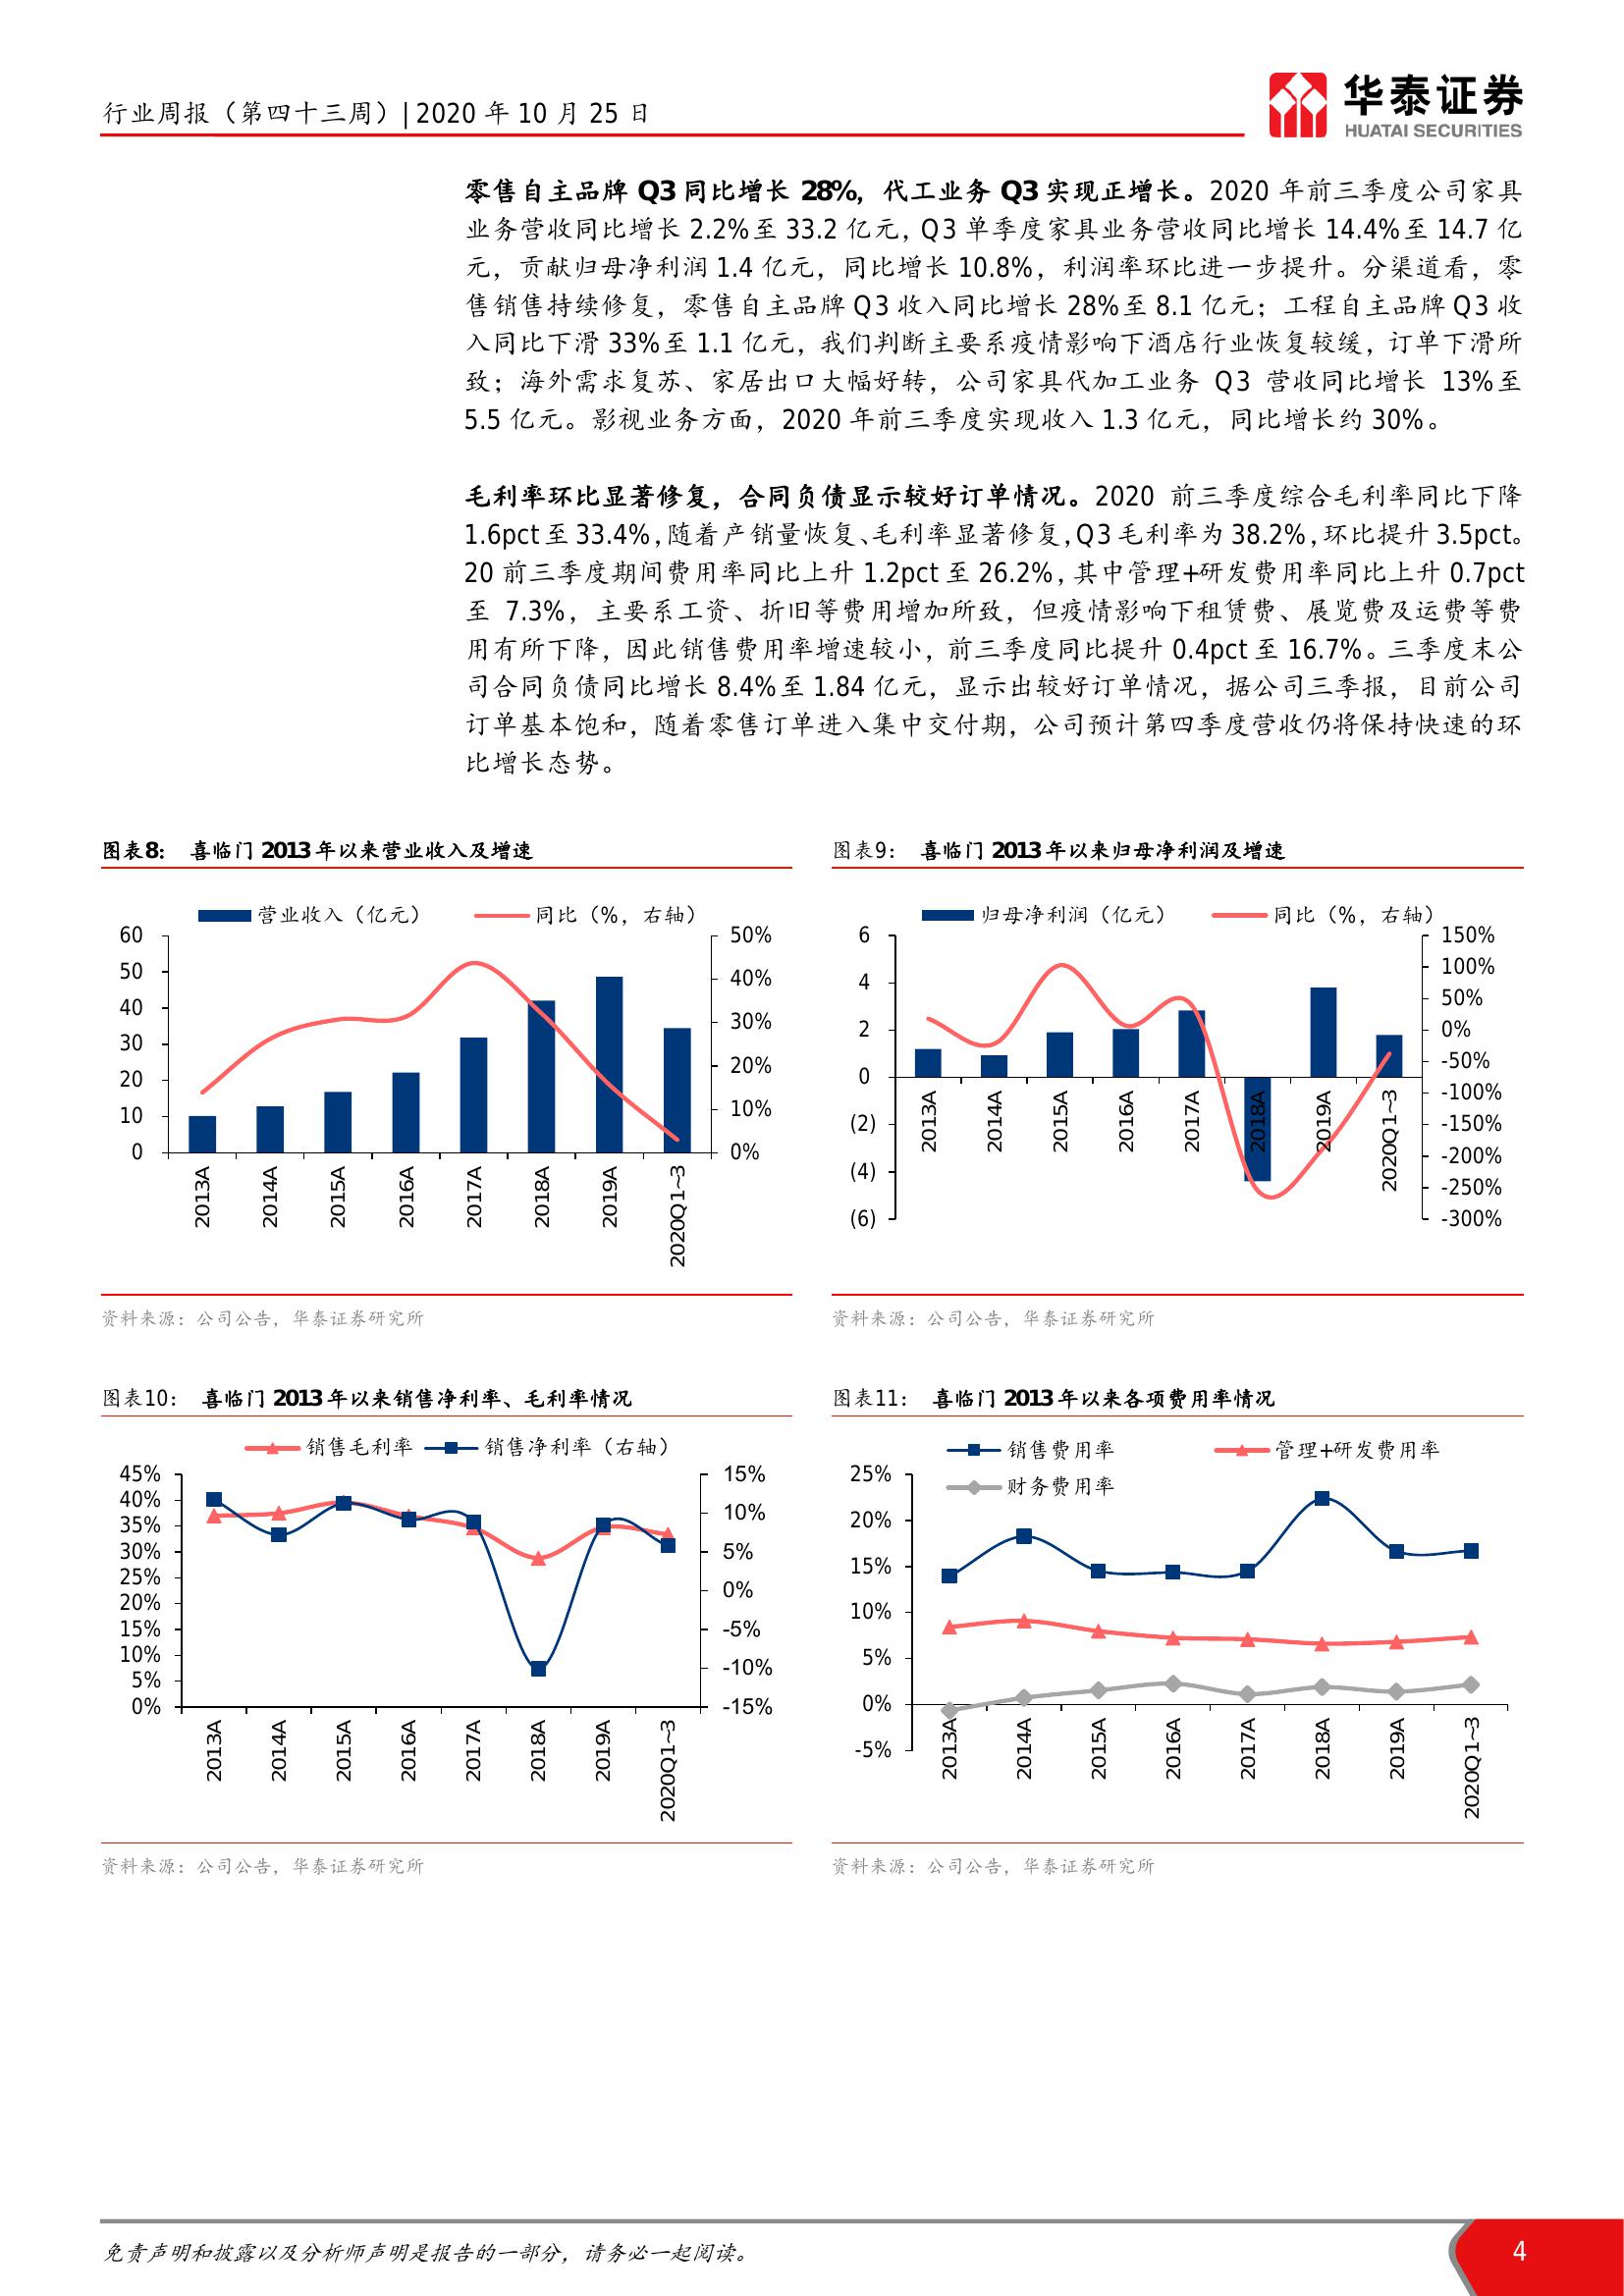 行业周报（第四十三周）| 2020 年 10 月 25 日
华泰证券
HUATAI SECURITIES
零售自主品牌 Q3 同比增长 28%，代工业务 Q3 实现正增长。2020 年前三季度公司家具
业务营收同比增长 2.2%至 33.2 亿元，Q3 单季度家具业务营收同比增长 14.4%至 14.7 亿
元，贡献归母净利润 1.4 亿元，同比增长 10.8%，利润率环比进一步提升。分渠道看，零
售销售持续修复，零售自主品牌 Q3 收入同比增长 28%至 8.1 亿元；工程自主品牌 Q3 收
入同比下滑 33%至 1.1 亿元，我们判断主要系疫情影响下酒店行业恢复较缓，订单下滑所
致；海外需求复苏、家居出口大幅好转，公司家具代加工业务 Q3 营收同比增长 13%至
5.5 亿元。影视业务方面，2020 年前三季度实现收入 1.3 亿元，同比增长约 30%。
毛利率环比显著修复，合同负债显示较好订单情况。2020 前三季度综合毛利率同比下降
1.6pct 至 33.4%，随着产销量恢复、毛利率显著修复，Q3 毛利率为 38.2%，环比提升 3.5pct。
20 前三季度期间费用率同比上升 1.2pct 至 26.2%，其中管理+研发费用率同比上升 0.7pct
至 7.3%，主要系工资、折旧等费用增加所致，但疫情影响下租赁费、展览费及运费等费
用有所下降，因此销售费用率增速较小，前三季度同比提升 0.4pct 至 16.7%。三季度末公
司合同负债同比增长 8.4%至 1.84 亿元，显示出较好订单情况，据公司三季报，目前公司
订单基本饱和，随着零售订单进入集中交付期，公司预计第四季度营收仍将保持快速的环
比增长态势。
图表8： 喜临门 2013 年以来营业收入及增速
营业收入（亿元） 同比（%，右轴）
60
50
40
30
20
10
0
50%
40%
30%
20%
10%
0%
2013A
2014A
2015A
2016A
2017A
2018A
2019A
2020Q1~3
资料来源：公司公告，华泰证券研究所
图表9： 喜临门 2013 年以来归母净利润及增速
归母净利润（亿元） 同比（%，右轴）
6
4
2
0
(2)
(4)
(6)
150%
100%
50%
0%
-50%
-100%
-150%
-200%
-250%
-300%
2013A
2014A
2015A
2016A
2017A
2018A
2019A
2020Q1~3
资料来源：公司公告，华泰证券研究所
图表10： 喜临门 2013 年以来销售净利率、毛利率情况
销售毛利率 销售净利率（右轴）
45%
40%
35%
30%
25%
20%
15%
10%
5%
0%
15%
10%
5%
0%
-5%
-10%
-15%
2013A
2014A
2015A
2016A
2017A
2018A
2019A
2020Q1~3
资料来源：公司公告，华泰证券研究所
图表11： 喜临门 2013 年以来各项费用率情况
销售费用率 管理+研发费用率
财务费用率
25%
20%
15%
10%
5%
0%
-5%
2013A
2014A
2015A
2016A
2017A
2018A
2019A
2020Q1~3
资料来源：公司公告，华泰证券研究所
免责声明和披露以及分析师声明是报告的一部分，请务必一起阅读。
4